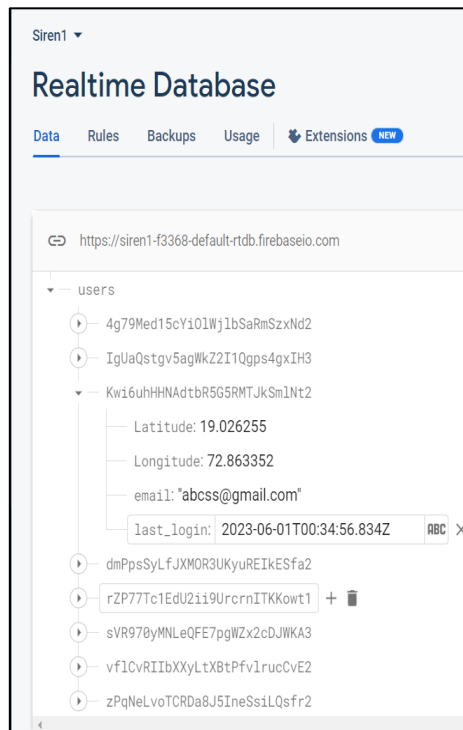 Siren1
Realtime Database
Data Rules Backups Usage Extensions NEW
https://siren1-f3368-default-rtdb.firebaseio.com
users
4g79Med15cYiOlWjlbSaRmSzxNd2
IgUaQstgv5agWkZ2I1Qgps4gxIH3
Kwi6uhHHNAdtbR5G5RMTJkSmlNt2
Latitude: 19.026255
Longitude: 72.863352
email: "abcss@gmail.com"
last_login: 2023-06-01T00:34:56.834Z ABC
dmPpsSyLfJXMOR3UKyuREIkESfa2
rZP77Tc1EdU2ii9UrcrnITKKowt1
sVR970yMNLeQFE7pgWZx2cDJWKA3
vflCvRIIbXXyLtXBtPfvlrucCvE2
zPqNeLvoTCRDa8J5IneSsiLQsfr2